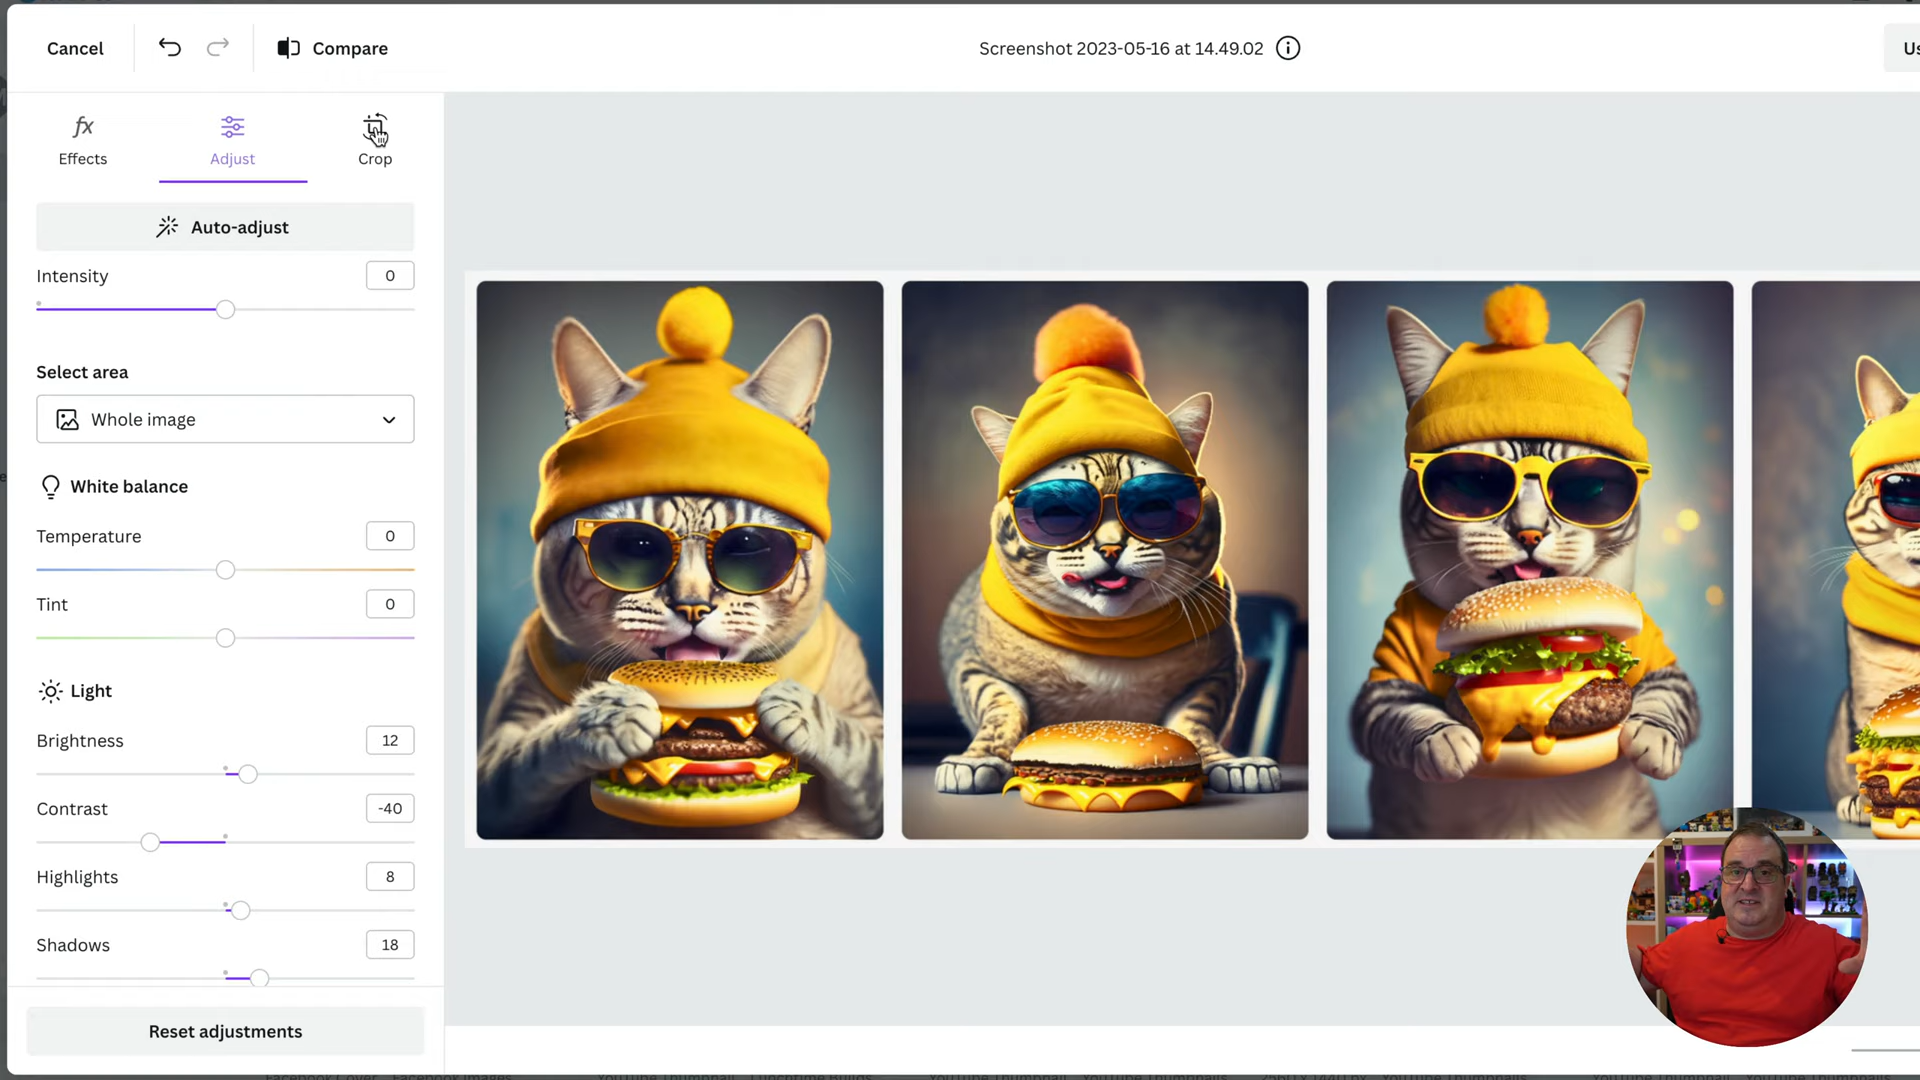 Cancel
Compare
Screenshot 2023-05-16 at 14.49.02
Us
fx
Effects
Adjust
Crop
Auto-adjust
Intensity
0
Select area
Whole image
White balance
Temperature
0
Tint
0
Light
Brightness
12
Contrast
-40
Highlights
8
Shadows
18
Reset adjustments